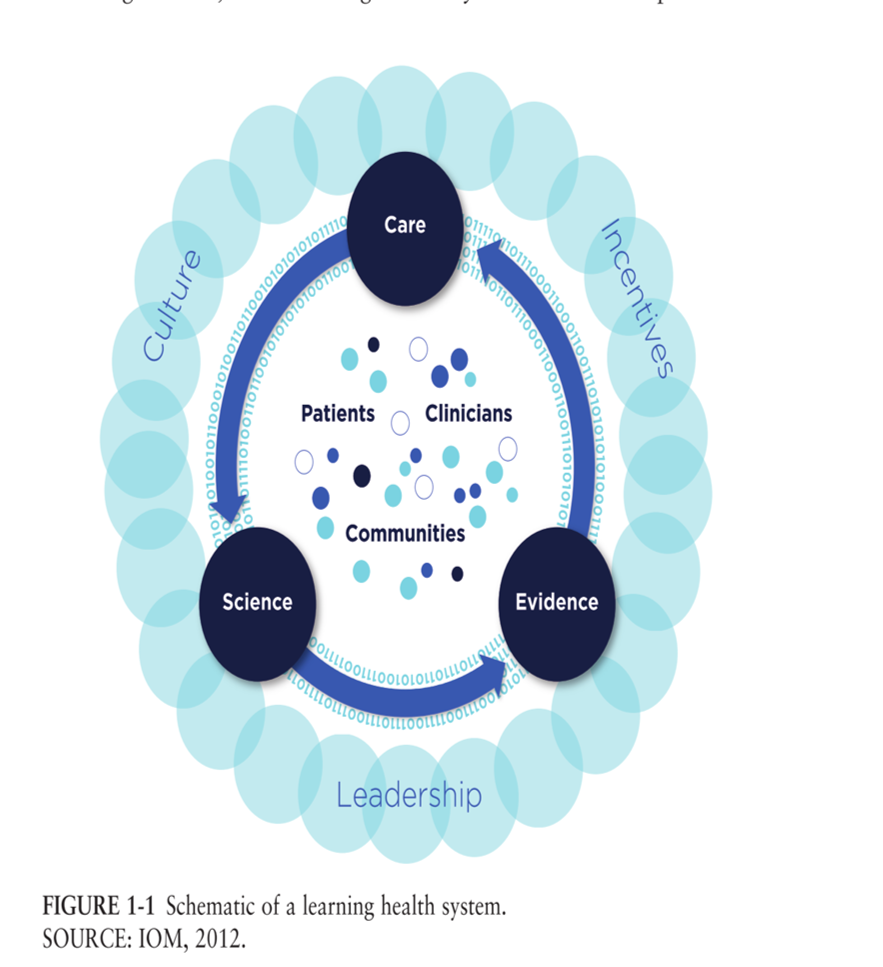 Care
Culture
Incentives
Patients
Clinicians
Communities
Science
Evidence
Leadership
FIGURE 1-1 Schematic of a learning health system.
SOURCE: IOM, 2012.